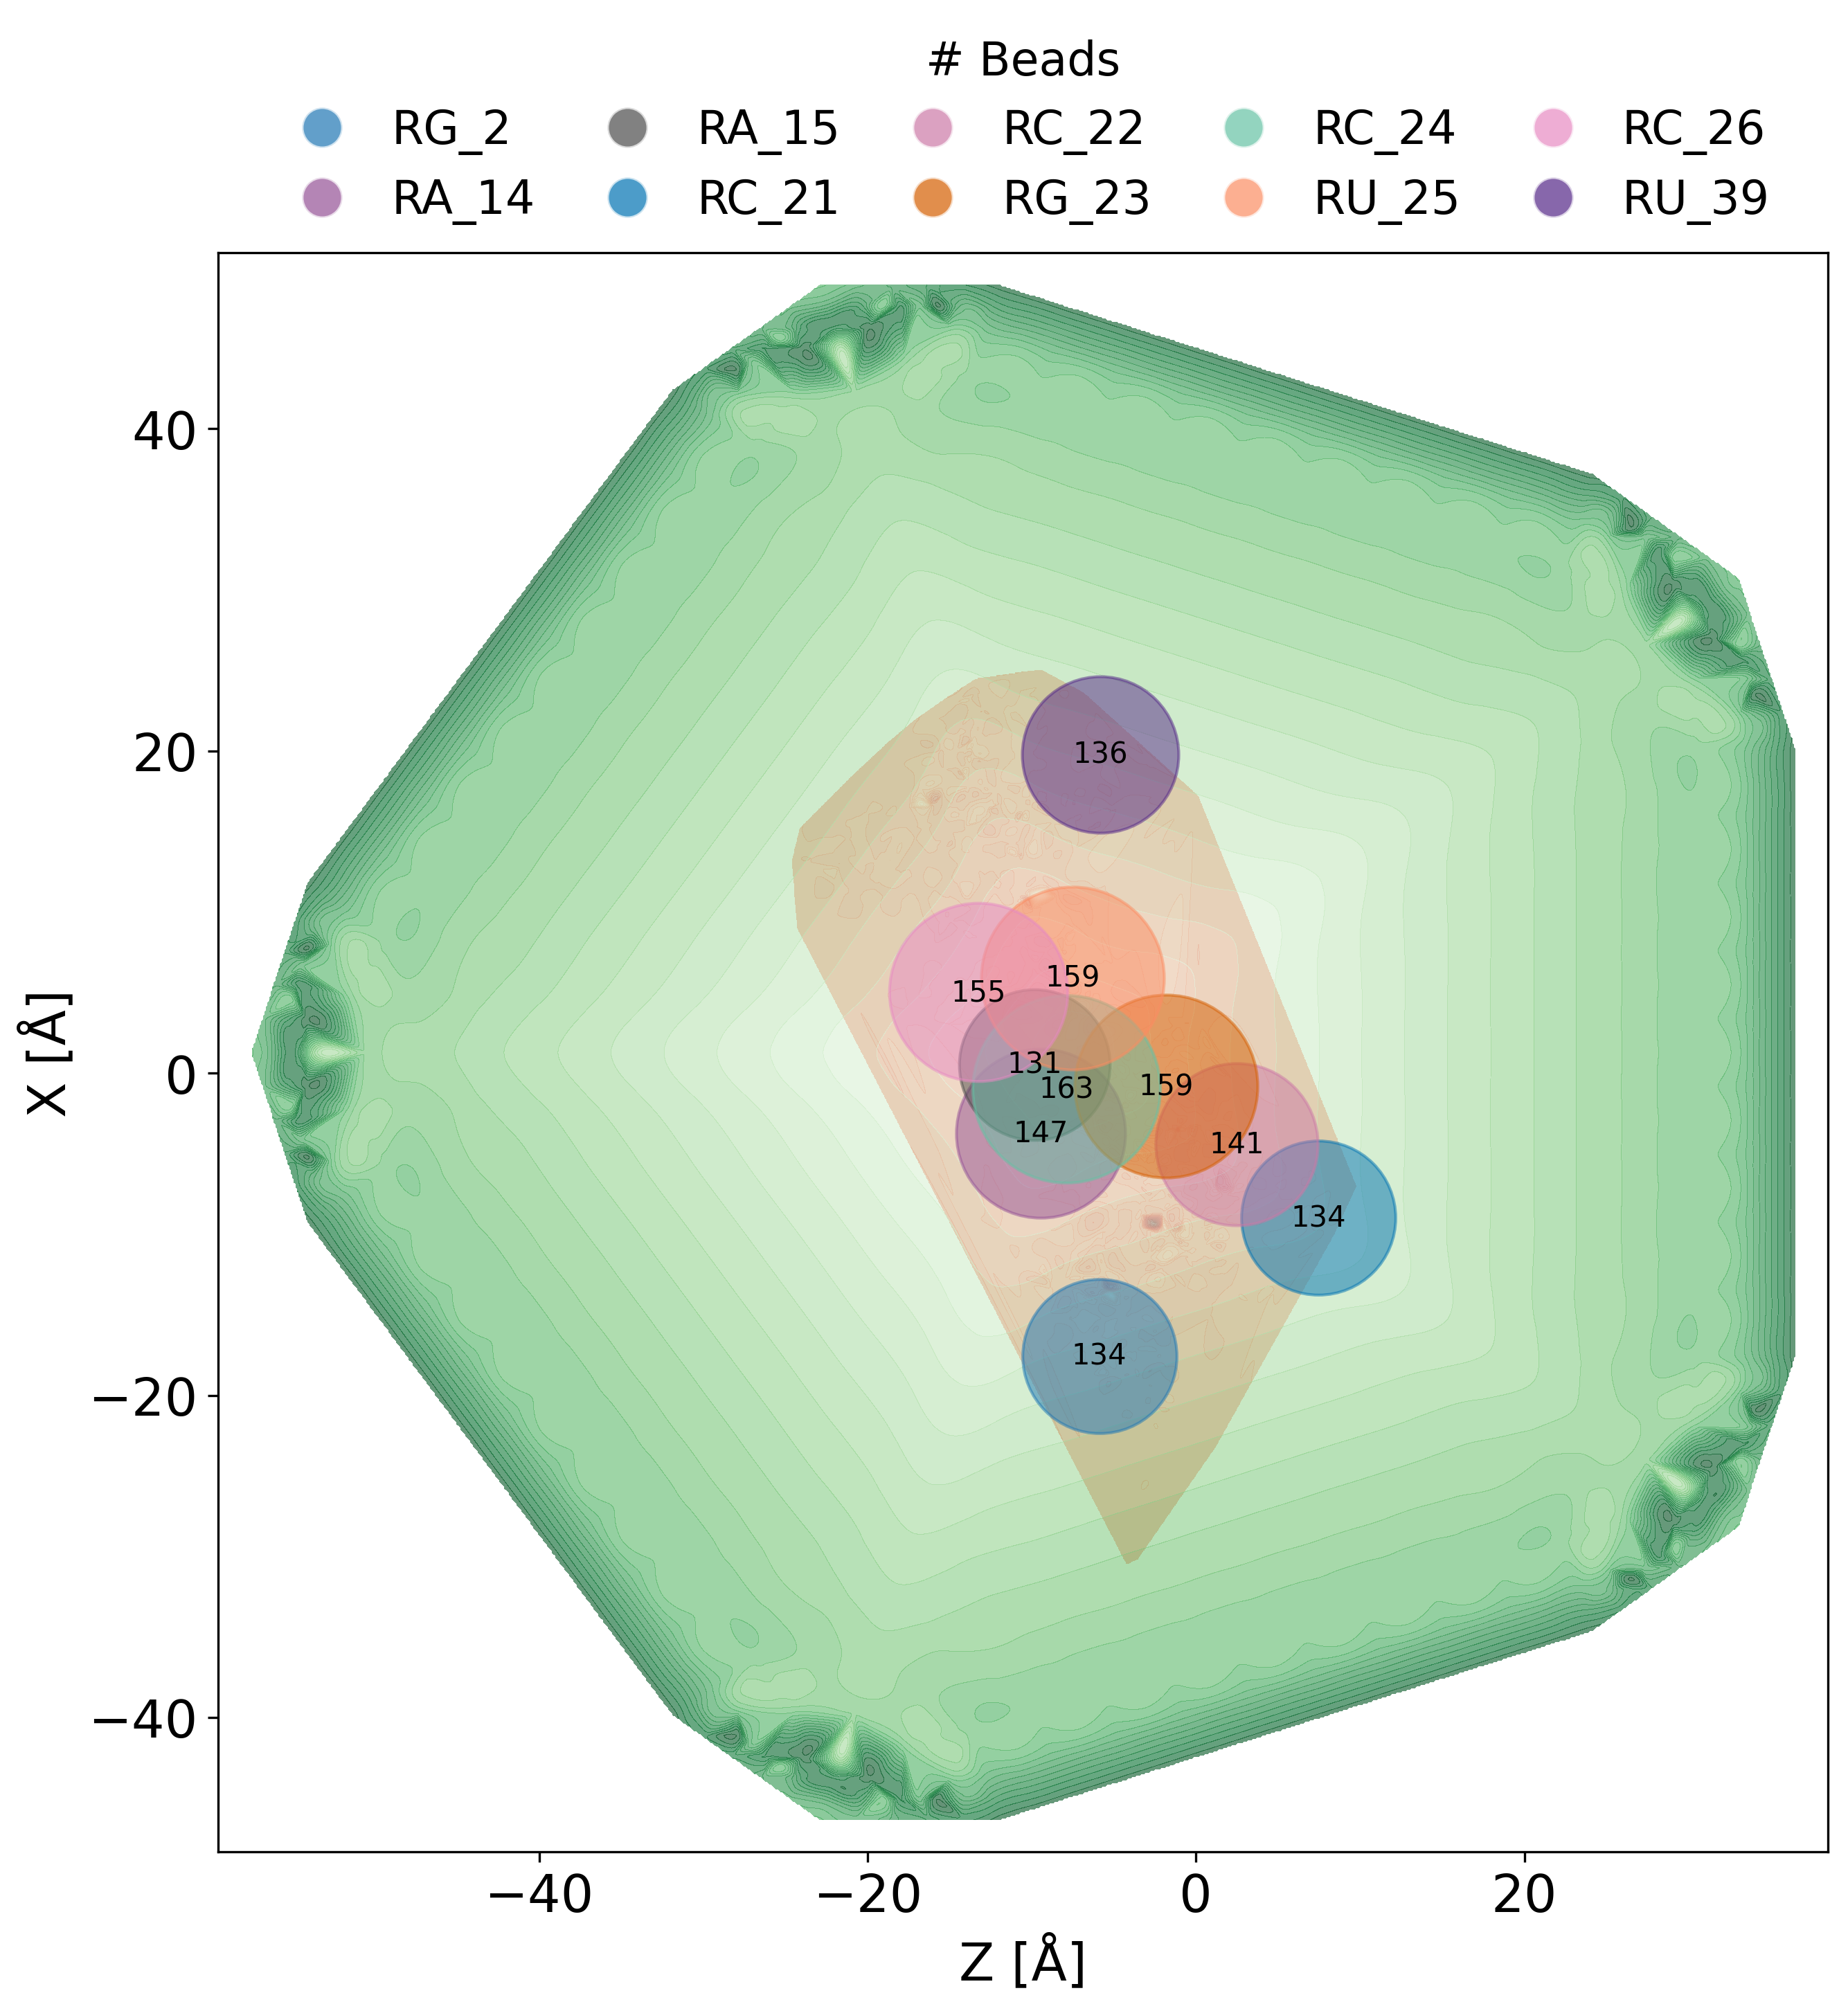 # Beads
RG_2 RA_15 RC_22 RC_24 RC_26
RA_14 RC_21 RG_23 RU_25 RU_39
40
20
0
−20
−40
X [Å]
136
159
155
131
163
159
147
141
134
134
−40 −20 0 20
Z [Å]